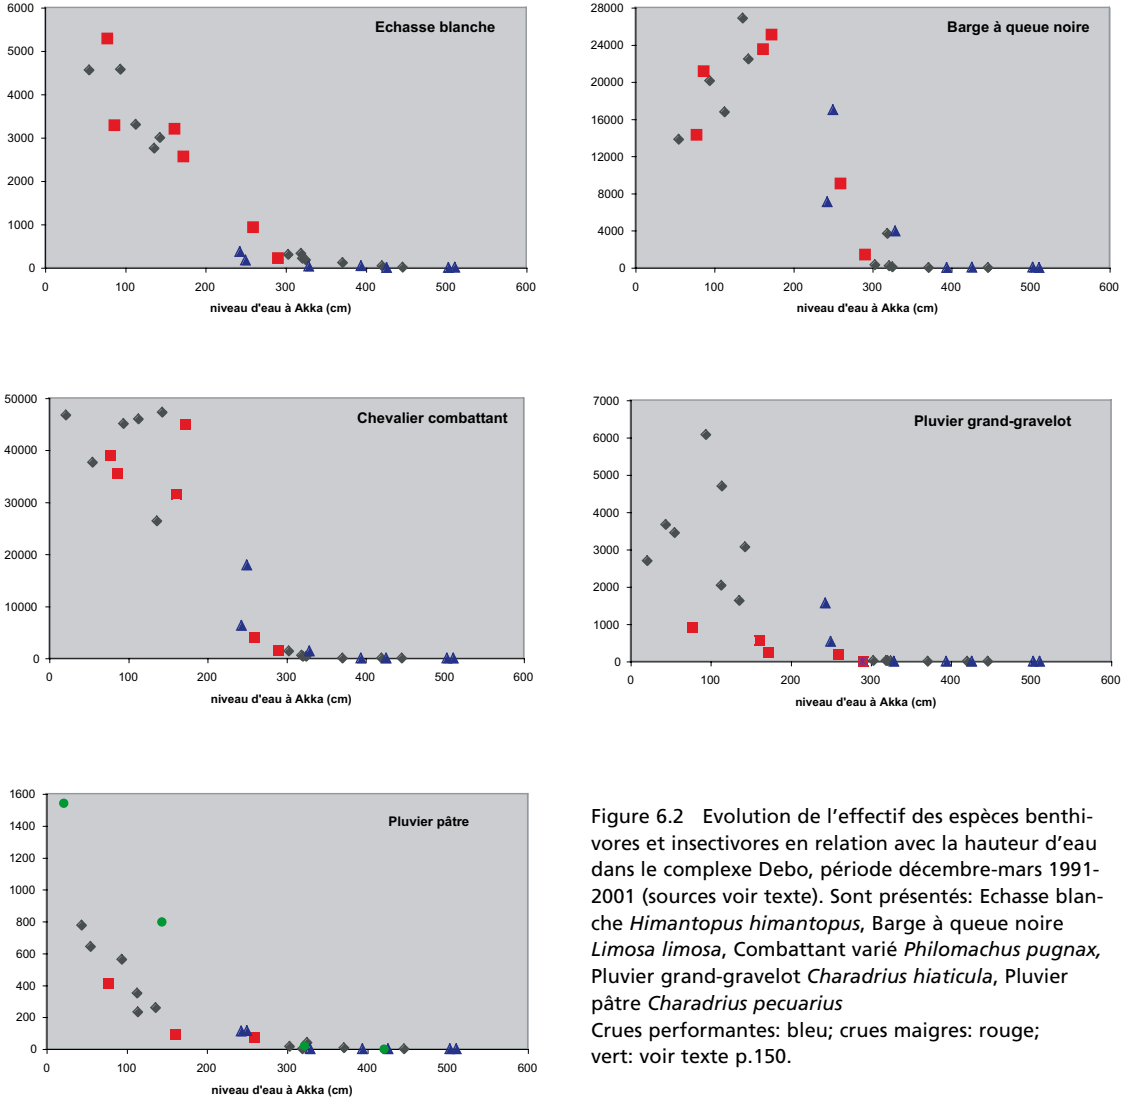 Echasse blanche
6000
5000
4000
3000
2000
1000
0
0 100 200 300 400 500 600
niveau d'eau à Akka (cm)
Barge à queue noire
28000
24000
20000
16000
12000
8000
4000
0
0 100 200 300 400 500 600
niveau d'eau à Akka (cm)
Chevalier combattant
50000
40000
30000
20000
10000
0
0 100 200 300 400 500 600
niveau d'eau à Akka (cm)
Pluvier grand-gravelot
7000
6000
5000
4000
3000
2000
1000
0
0 100 200 300 400 500 600
niveau d'eau à Akka (cm)
Pluvier pâtre
1600
1400
1200
1000
800
600
400
200
0
0 100 200 300 400 500 600
niveau d'eau à Akka (cm)
Figure 6.2 Evolution de l'effectif des espèces benthi-
vores et insectivores en relation avec la hauteur d'eau
dans le complexe Debo, période décembre-mars 1991-
2001 (sources voir texte). Sont présentés: Echasse blan-
che Himantopus himantopus, Barge à queue noire
Limosa limosa, Combattant varié Philomachus pugnax,
Pluvier grand-gravelot Charadrius hiaticula, Pluvier
pâtre Charadrius pecuarius
Crues performantes: bleu; crues maigres: rouge;
vert: voir texte p.150.